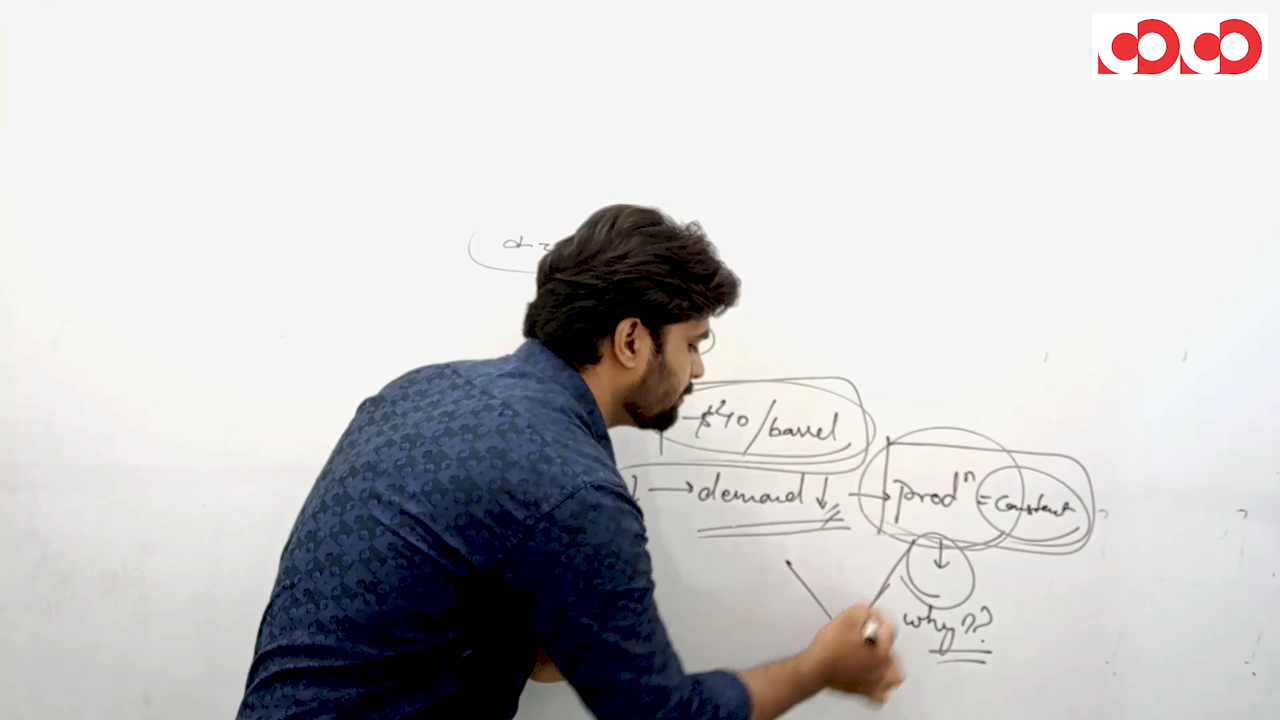 $40/barrel
→ demand ↓ → prodⁿ = constant
↓
why??